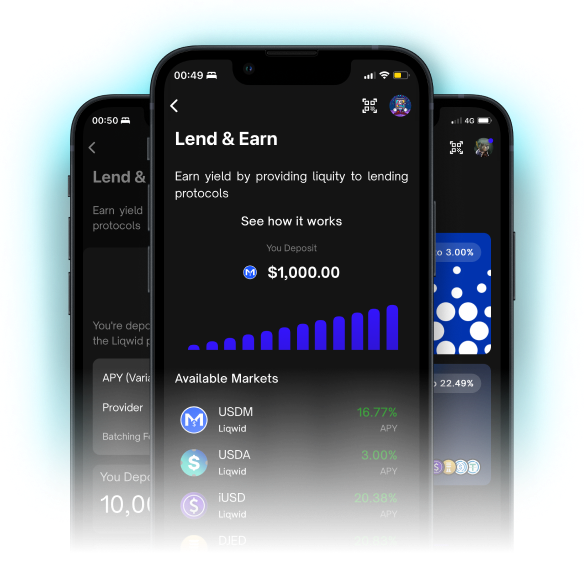 00:49
Lend & Earn
Earn yield by providing liquity to lending
protocols
See how it works
You Deposit
$1,000.00
Available Markets
USDM
16.77%
Liqwid
APY
USDA
3.00%
Liqwid
APY
iUSD
20.38%
Liqwid
APY
DJED
00:50
Lend &
Earn yield
protocols
You're depo
the Liqwid p
APY (Varia
Provider
Batching Fe
You Depo
10,0
4G
o 3.00%
o 22.49%